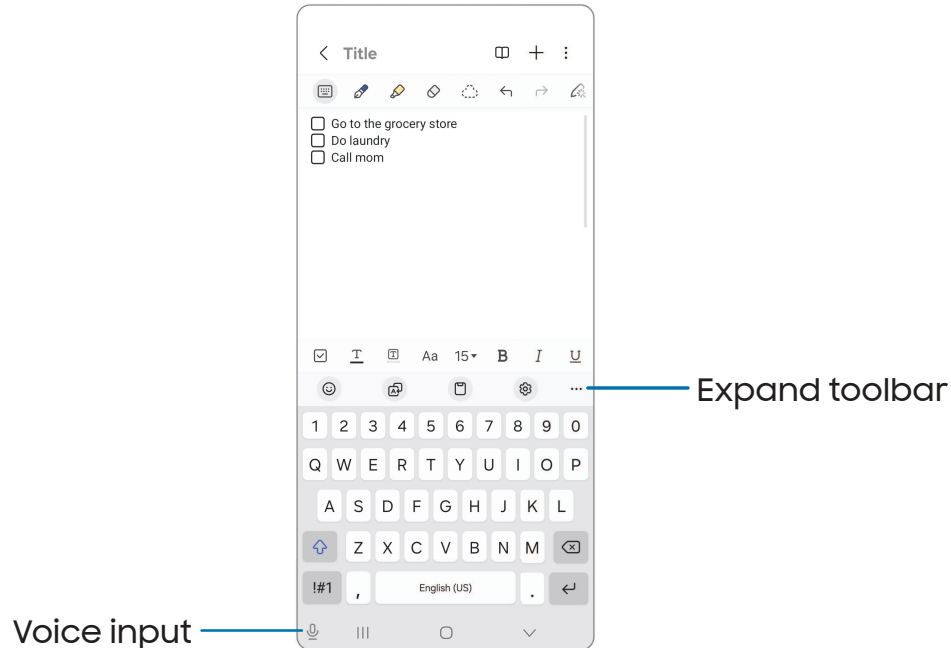 Title
Go to the grocery store
Do laundry
Call mom
T T Aa 15 B I U
A
Expand toolbar
1 2 3 4 5 6 7 8 9 0
Q W E R T Y U I O P
A S D F G H J K L
Z X C V B N M
!#1 , English (US) .
Voice input